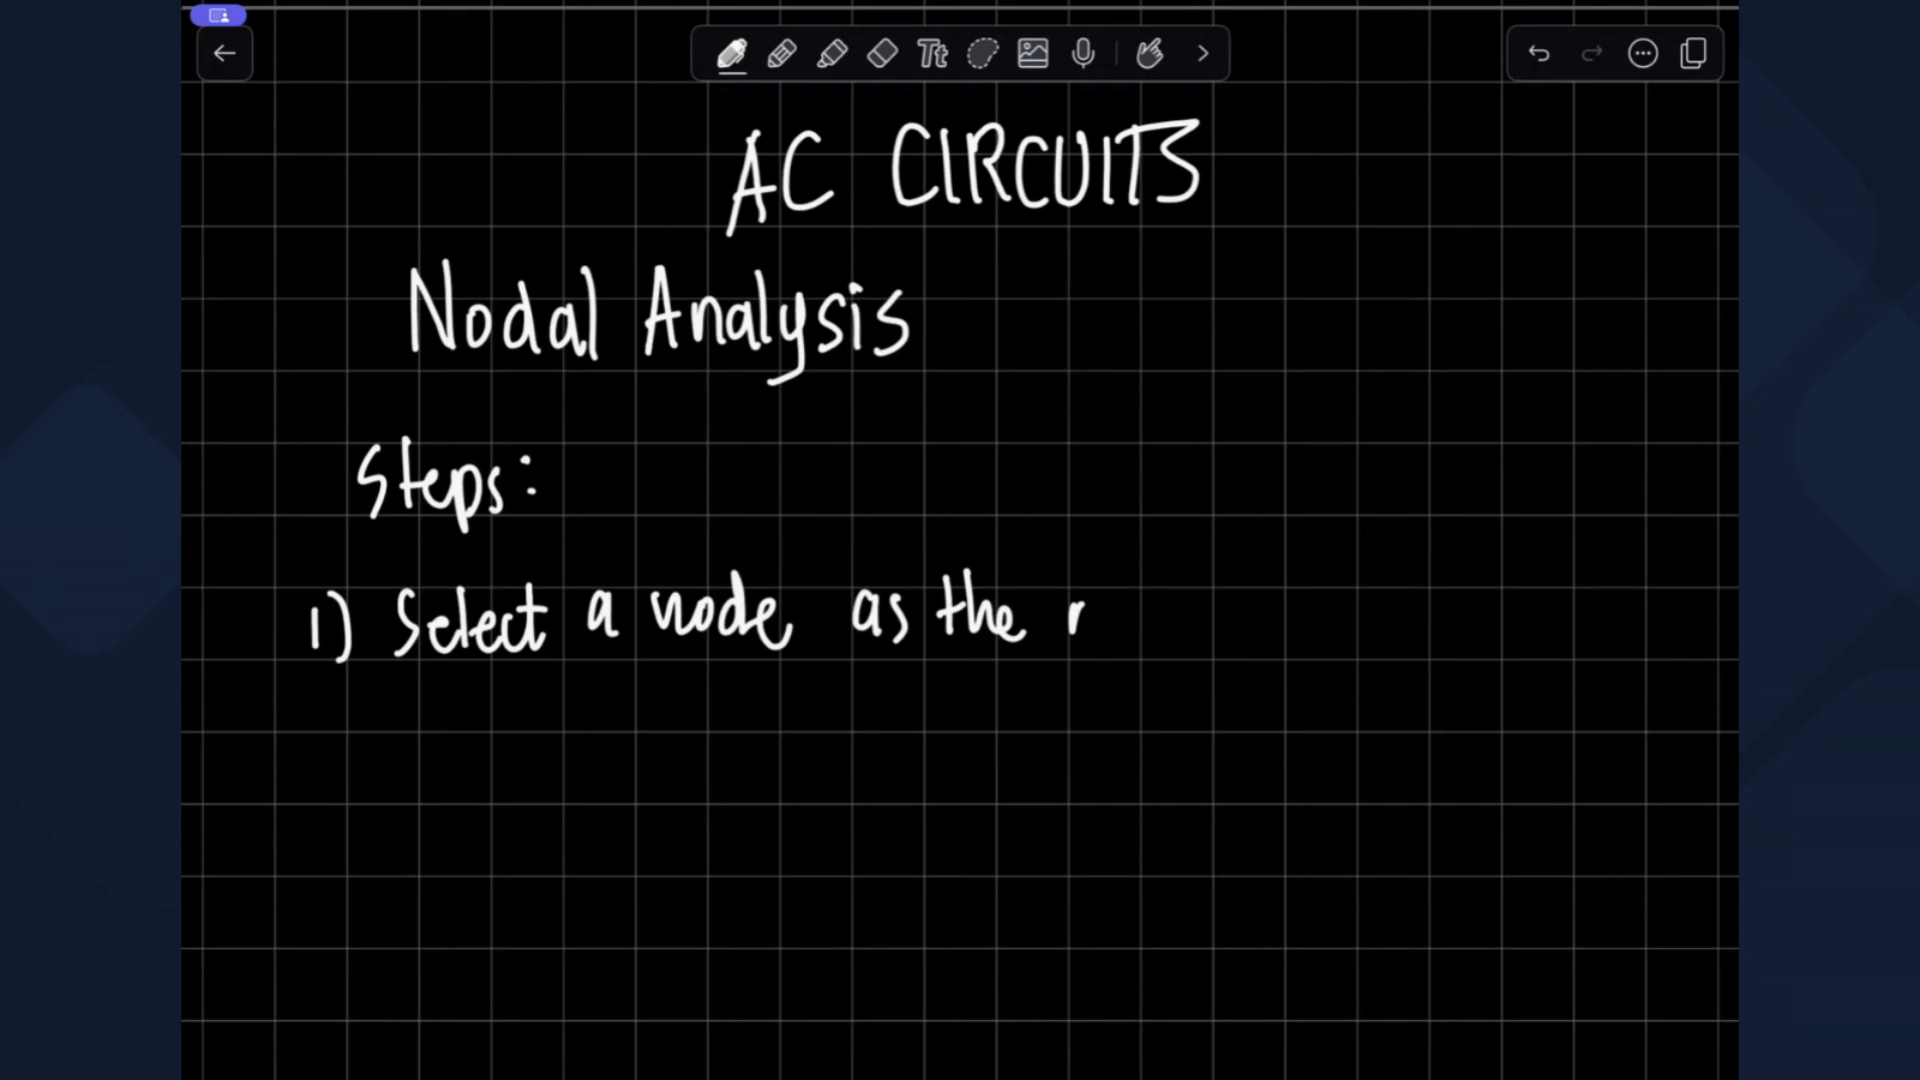 AC CIRCUITS
Nodal Analysis
Steps:
1) Select a node as the r